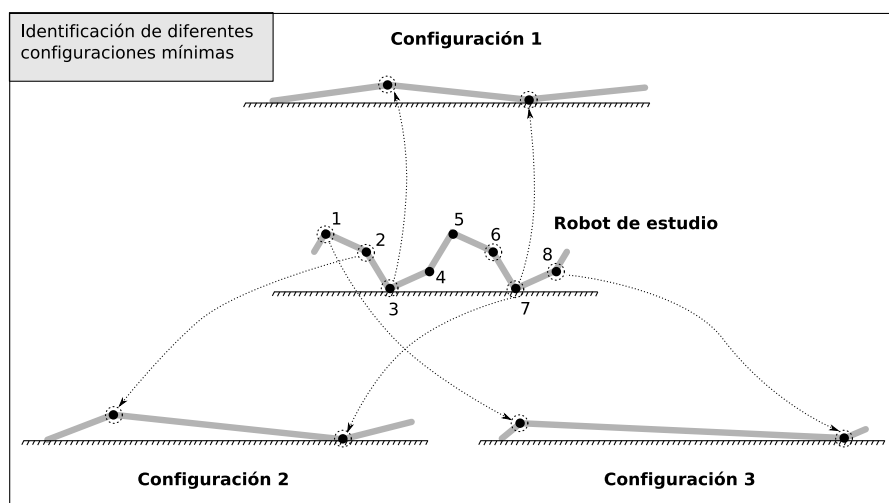 Identificación de diferentes
configuraciones mínimas
Configuración 1
1
2
3
4
5
6
7
8
Robot de estudio
Configuración 2
Configuración 3